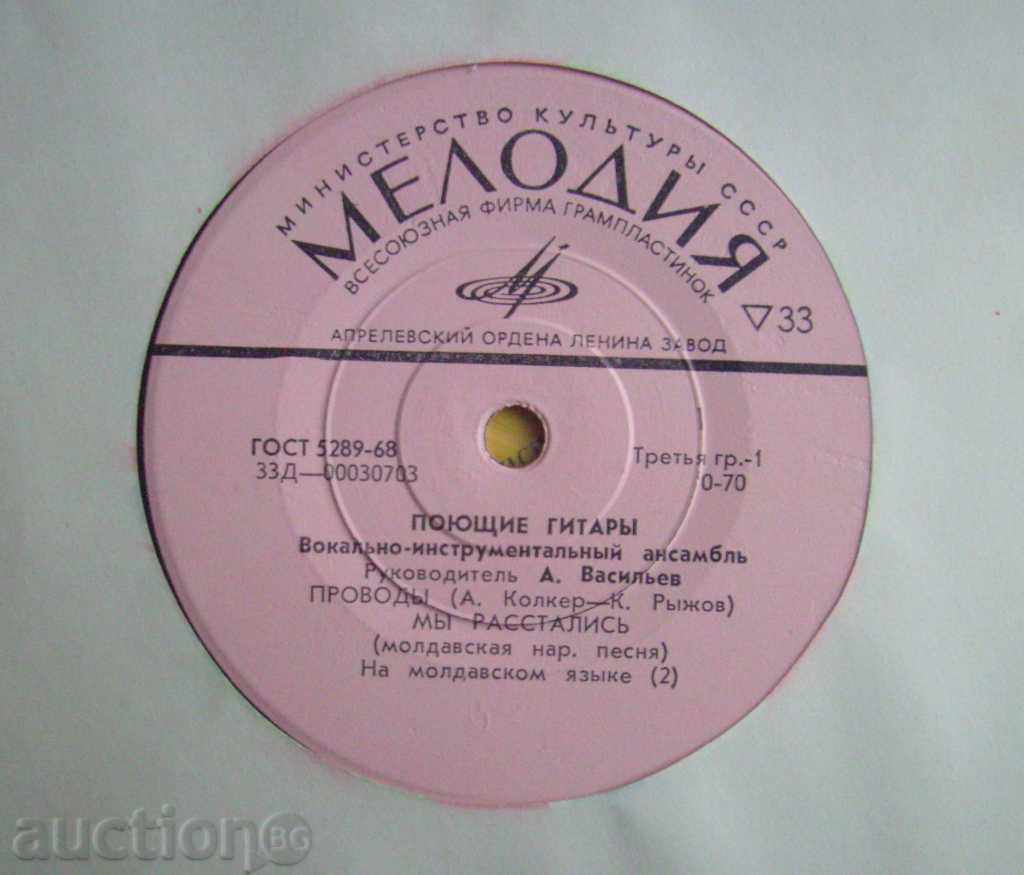 МИНИСТЕРСТВО КУЛЬТУРЫ СССР
МЕЛОДИЯ
ВСЕСОЮЗНАЯ ФИРМА ГРАМПЛАСТИНОК
▽33
АПРЕЛЕВСКИЙ ОРДЕНА ЛЕНИНА ЗАВОД
ГОСТ 5289-68
33Д—00030703
Третья гр.-1
0-70
ПОЮЩИЕ ГИТАРЫ
Вокально-инструментальный ансамбль
Руководитель А. Васильев
ПРОВОДЫ (А. Колкер—К. Рыжов)
МЫ РАССТАЛИСЬ
(молдавская нар. песня)
На молдавском языке (2)
auction BG